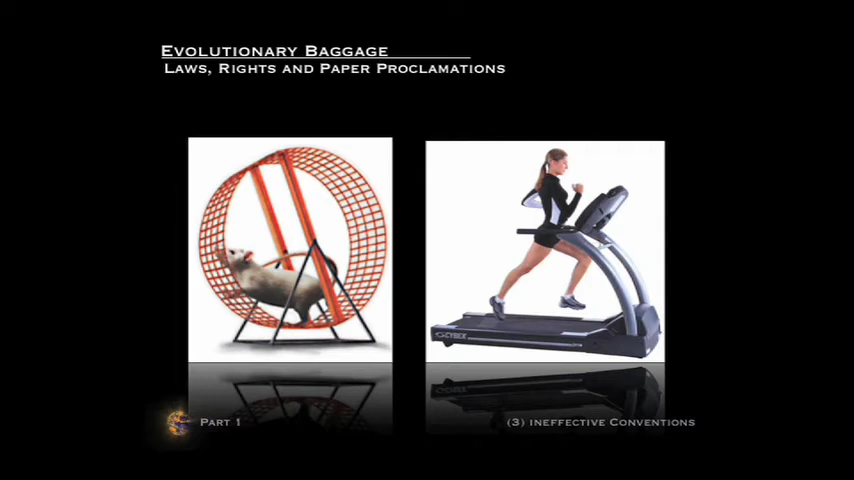 Evolutionary Baggage
Laws, Rights and Paper Proclamations
CYBEX
Part 1
(3) ineffective Conventions